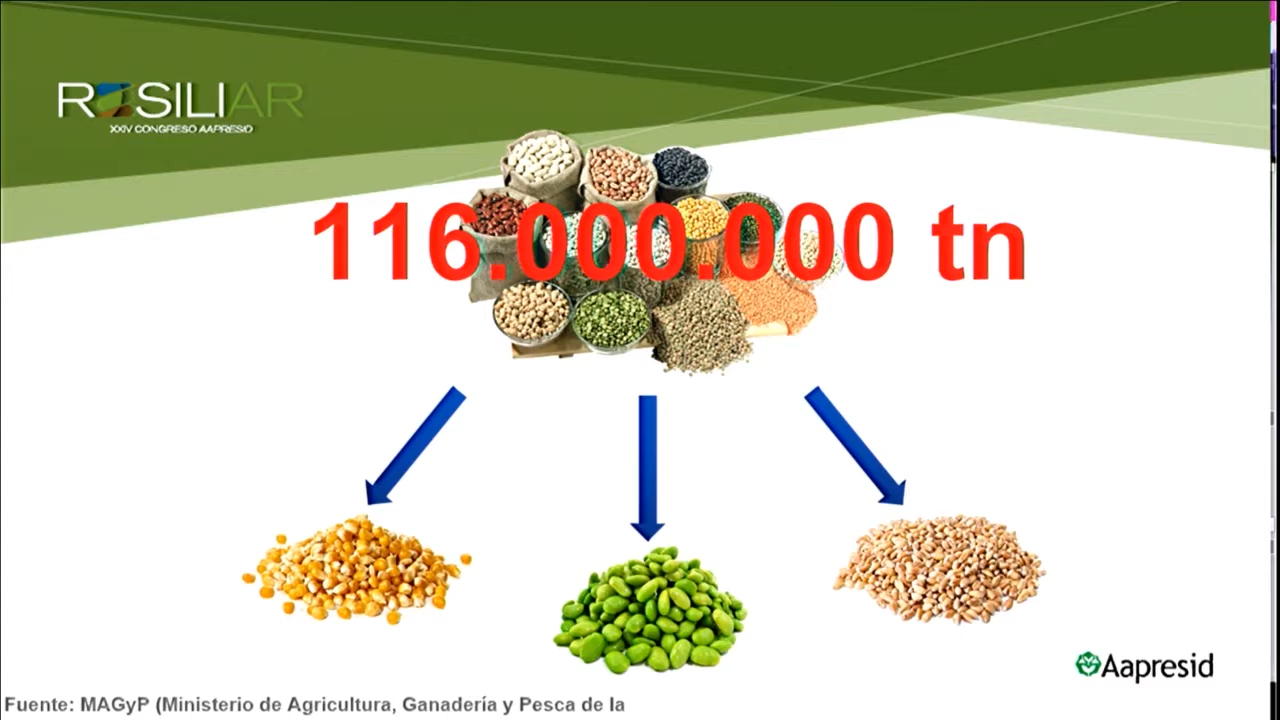 RESILIAR
XXIV CONGRESO AAPRESID
116.000.000 tn
Aapresid
Fuente: MAGyP (Ministerio de Agricultura, Ganadería y Pesca de la